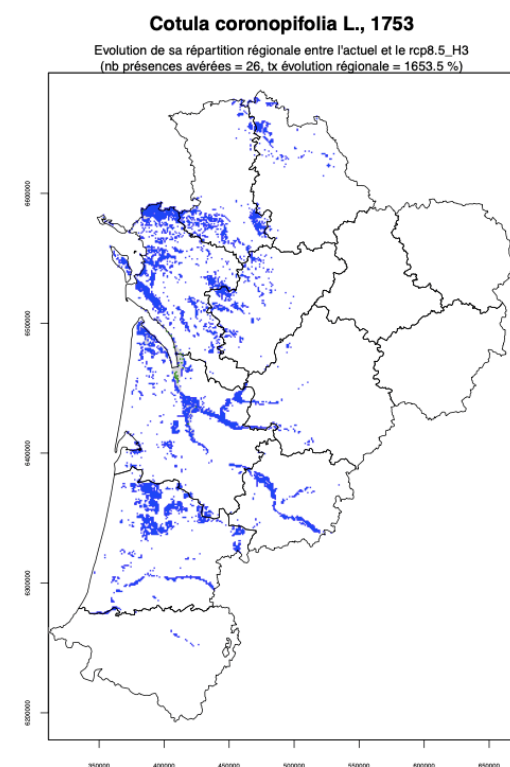 Cotula coronopifolia L., 1753
Evolution de sa répartition régionale entre l'actuel et le rcp8.5_H3
(nb présences avérées = 26, tx évolution régionale = 1653.5 %)
6600000
6500000
6400000
6300000
6200000
350000 400000 450000 500000 550000 600000 650000